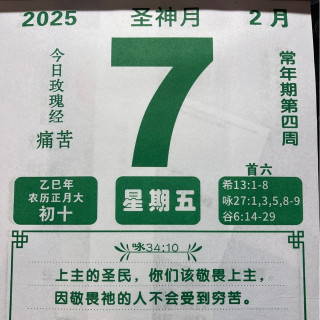 2025 圣神月 2月
7
今日玫瑰经
痛苦
常年期第四周
首六
乙巳年
农历正月大
初十
星期五
希13:1-8
咏27:1,3,5,8-9
谷6:14-29
咏34:10
上主的圣民，你们该敬畏上主，
因敬畏祂的人不会受到穷苦。